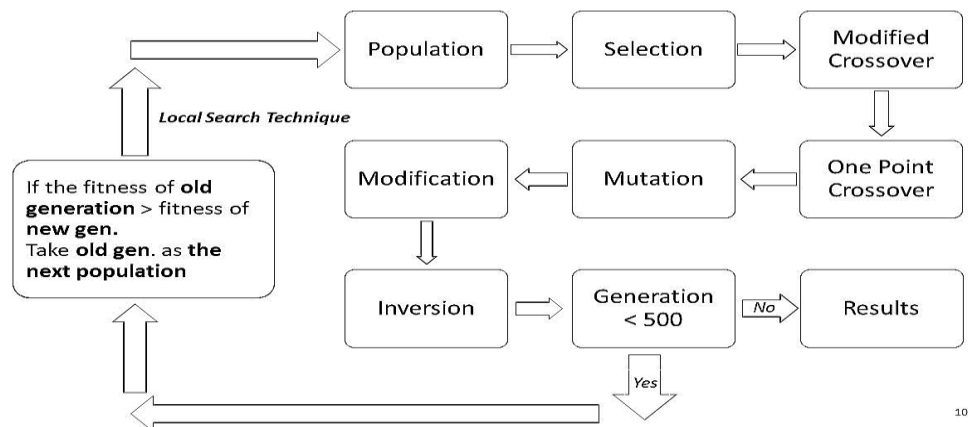 Population
Selection
Modified
Crossover
Local Search Technique
If the fitness of old
generation > fitness of
new gen.
Take old gen. as the
next population
Modification
Mutation
One Point
Crossover
Inversion
Generation
< 500
No
Results
Yes
10